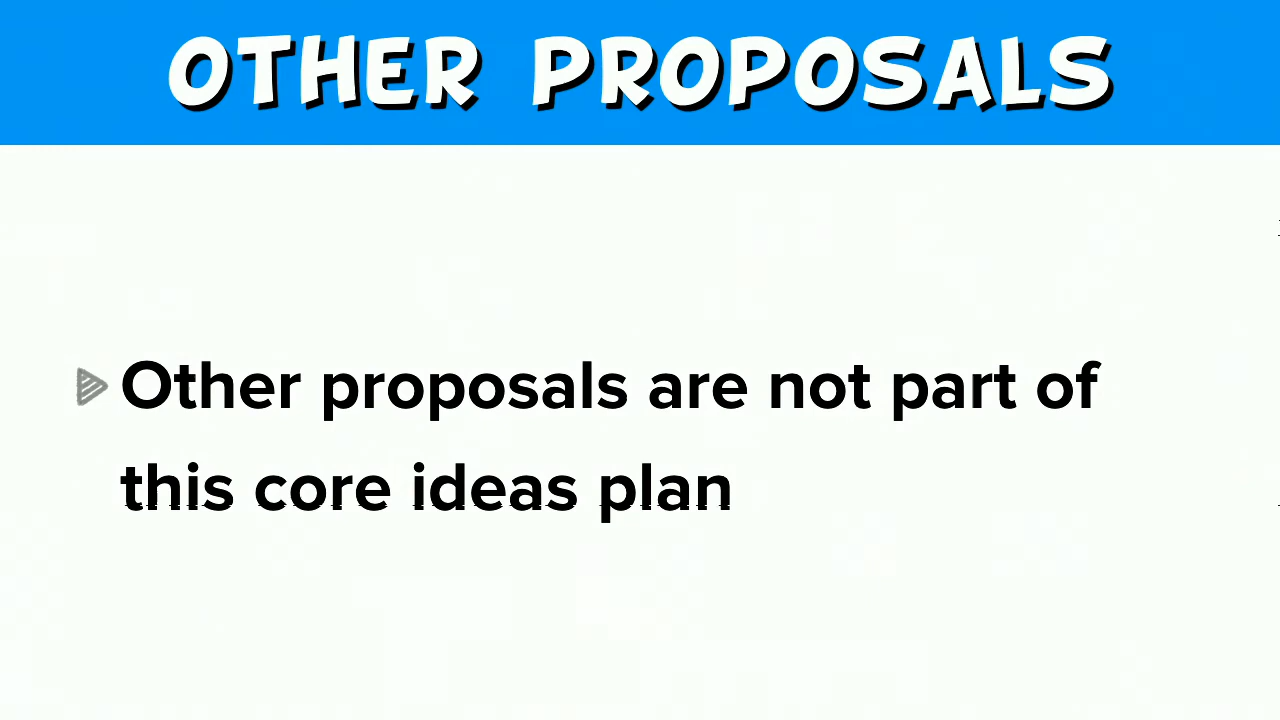 OTHER PROPOSALS
Other proposals are not part of
this core ideas plan